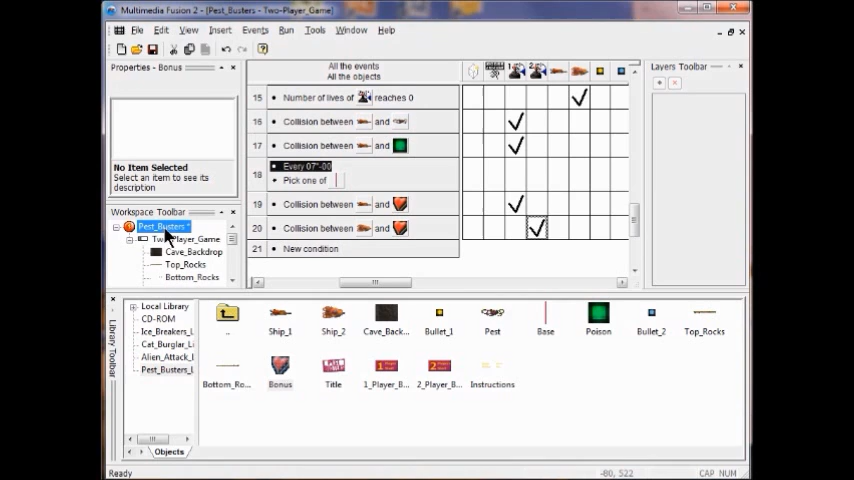 Multimedia Fusion 2 - [Pest_Busters - Two-Player_Game]
File Edit View Insert Events Run Tools Window Help
Properties - Bonus
No Item Selected
Select an item to see its
description
Workspace Toolbar
Pest_Busters *
Two-Player_Game
Cave_Backdrop
Top_Rocks
Bottom_Rocks
All the events
All the objects
15 Number of lives of reaches 0
16 Collision between and
17 Collision between and
18 Every 07"-00
Pick one of
19 Collision between and
20 Collision between and
21 New condition
Layers Toolbar
Library Toolbar
Local Library
CD-ROM
Ice_Breakers_L
Cat_Burglar_Li
Alien_Attack_L
Pest_Busters_L
..
Ship_1
Ship_2
Cave_Back...
Bullet_1
Pest
Base
Poison
Bullet_2
Top_Rocks
Bottom_Ro...
Bonus
Title
1_Player_B...
2_Player_B...
Instructions
Objects
Ready
-80, 522
CAP NUM